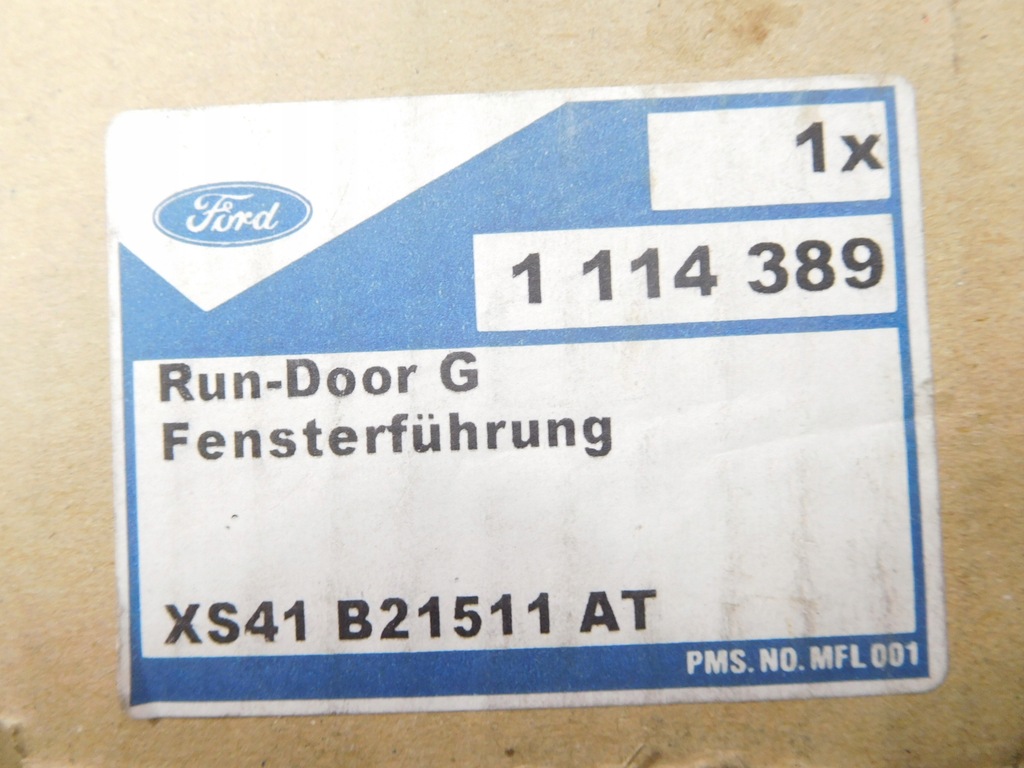 Ford
1x
1 114 389
Run-Door G
Fensterführung
XS41 B21511 AT
PMS. NO. MFL 001